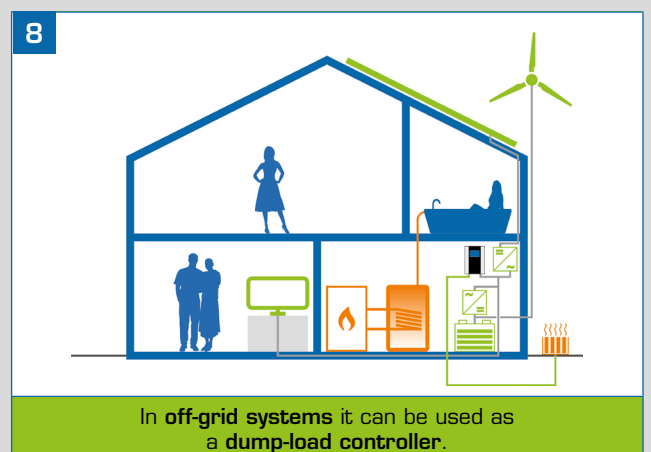 8
In off-grid systems it can be used as
a dump-load controller.